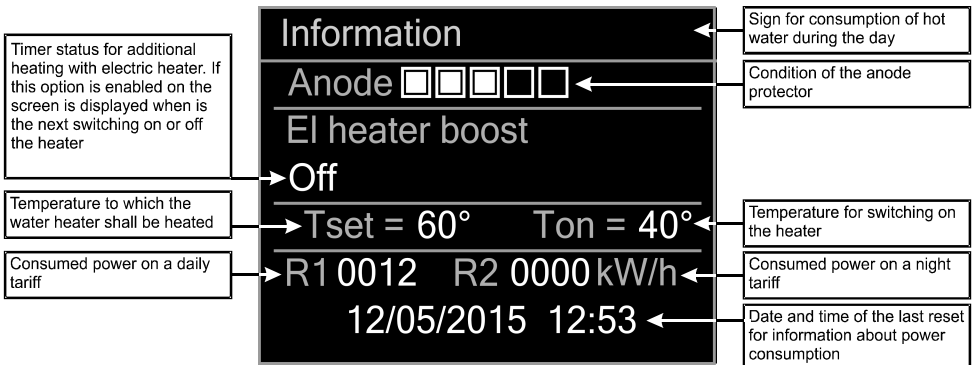 Timer status for additional
heating with electric heater. If
this option is enabled on the
screen is displayed when is
the next switching on or off
the heater
Temperature to which the
water heater shall be heated
Consumed power on a daily
tariff
Information
Anode
El heater boost
Off
Tset = 60° Ton = 40°
R1 0012 R2 0000 kW/h
12/05/2015 12:53
Sign for consumption of hot
water during the day
Condition of the anode
protector
Temperature for switching on
the heater
Consumed power on a night
tariff
Date and time of the last reset
for information about power
consumption